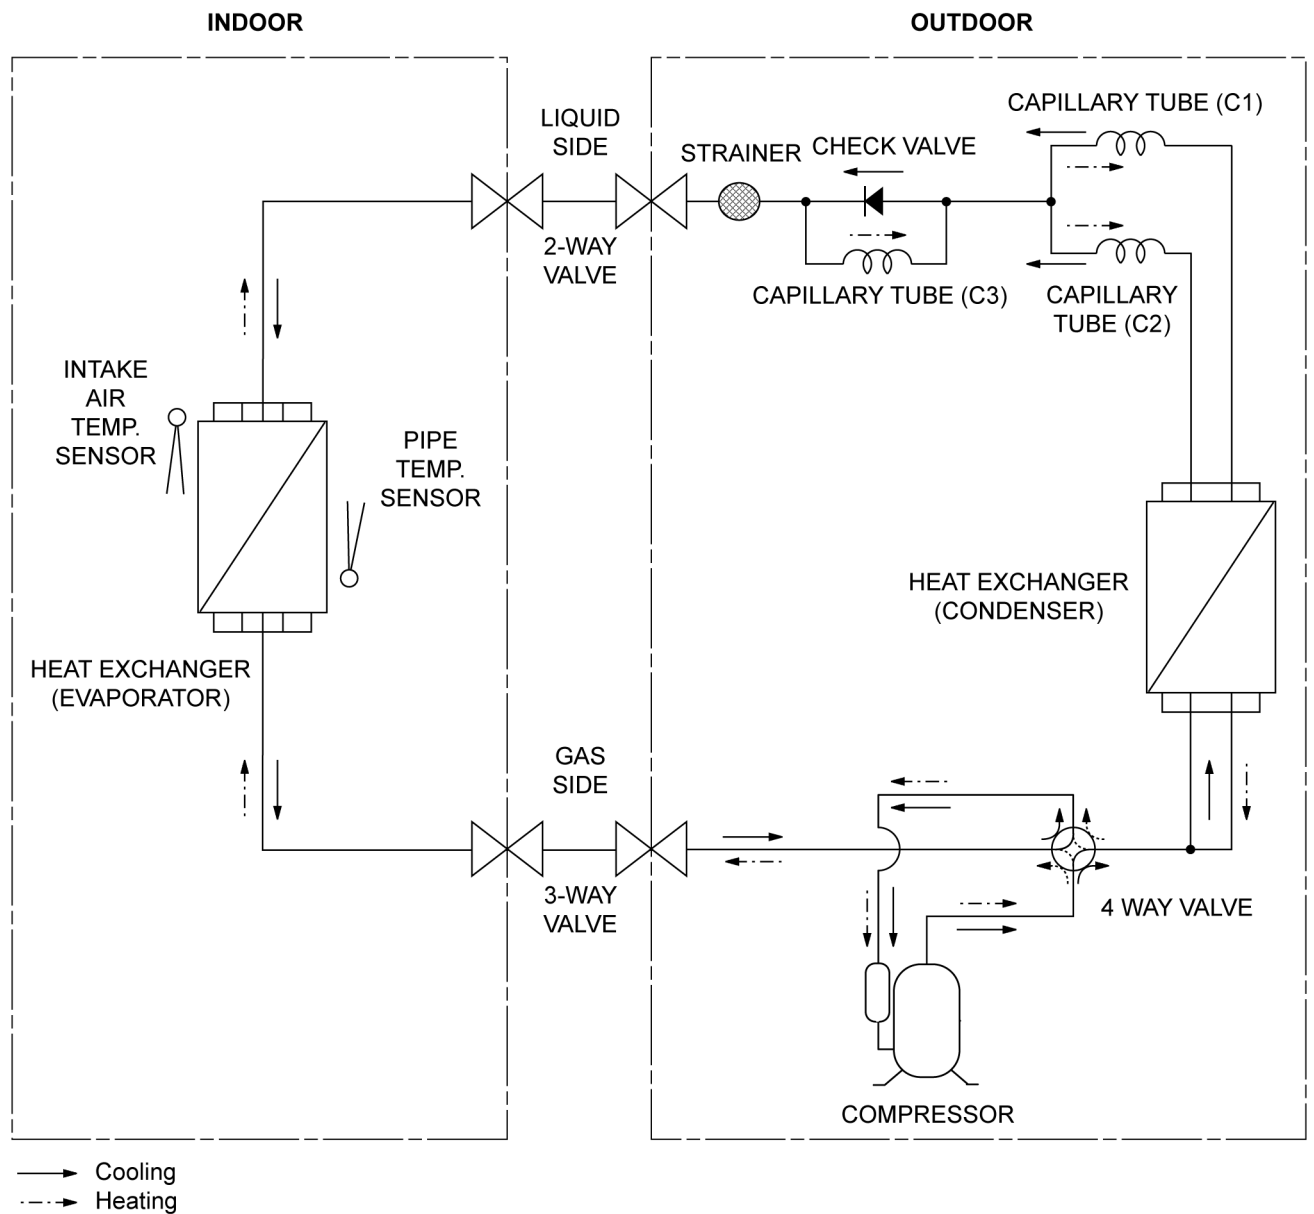 INDOOR
OUTDOOR
CAPILLARY TUBE (C1)
LIQUID
SIDE
STRAINER
CHECK VALVE
2-WAY
VALVE
CAPILLARY TUBE (C3)
CAPILLARY
TUBE (C2)
INTAKE
AIR
TEMP.
SENSOR
PIPE
TEMP.
SENSOR
HEAT EXCHANGER
(CONDENSER)
HEAT EXCHANGER
(EVAPORATOR)
GAS
SIDE
3-WAY
VALVE
4 WAY VALVE
COMPRESSOR
Cooling
Heating